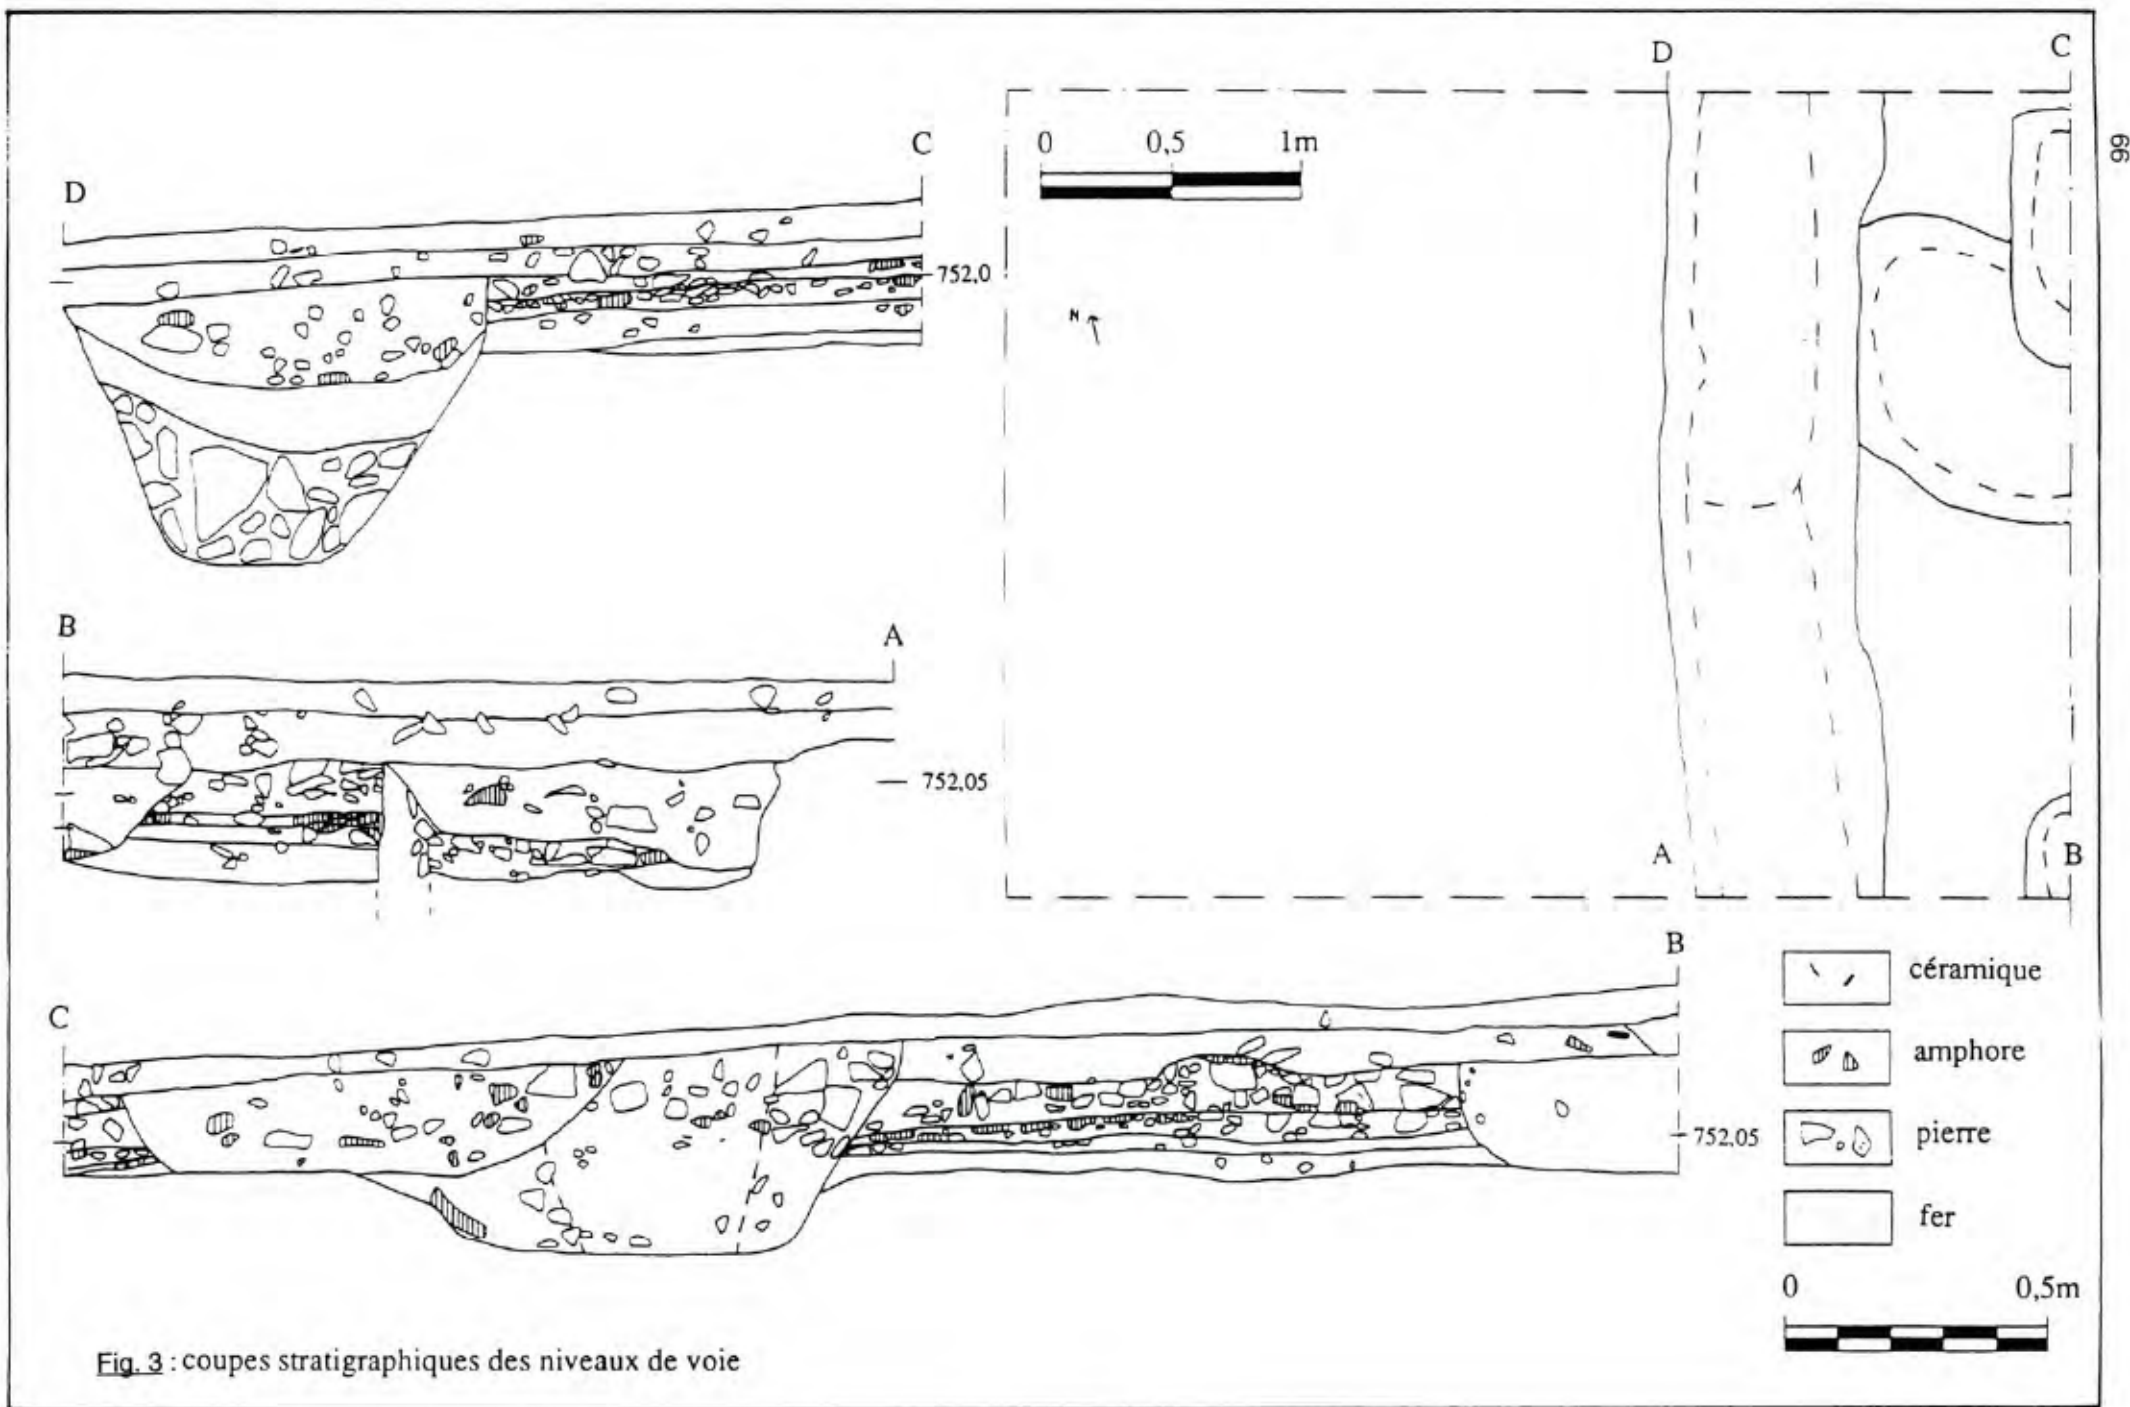 D
C
0 0,5 1m
66
D
C
752,0
N
B
A
752,05
A
B
C
B
752,05
céramique
amphore
pierre
fer
0 0,5m
Fig. 3 : coupes stratigraphiques des niveaux de voie